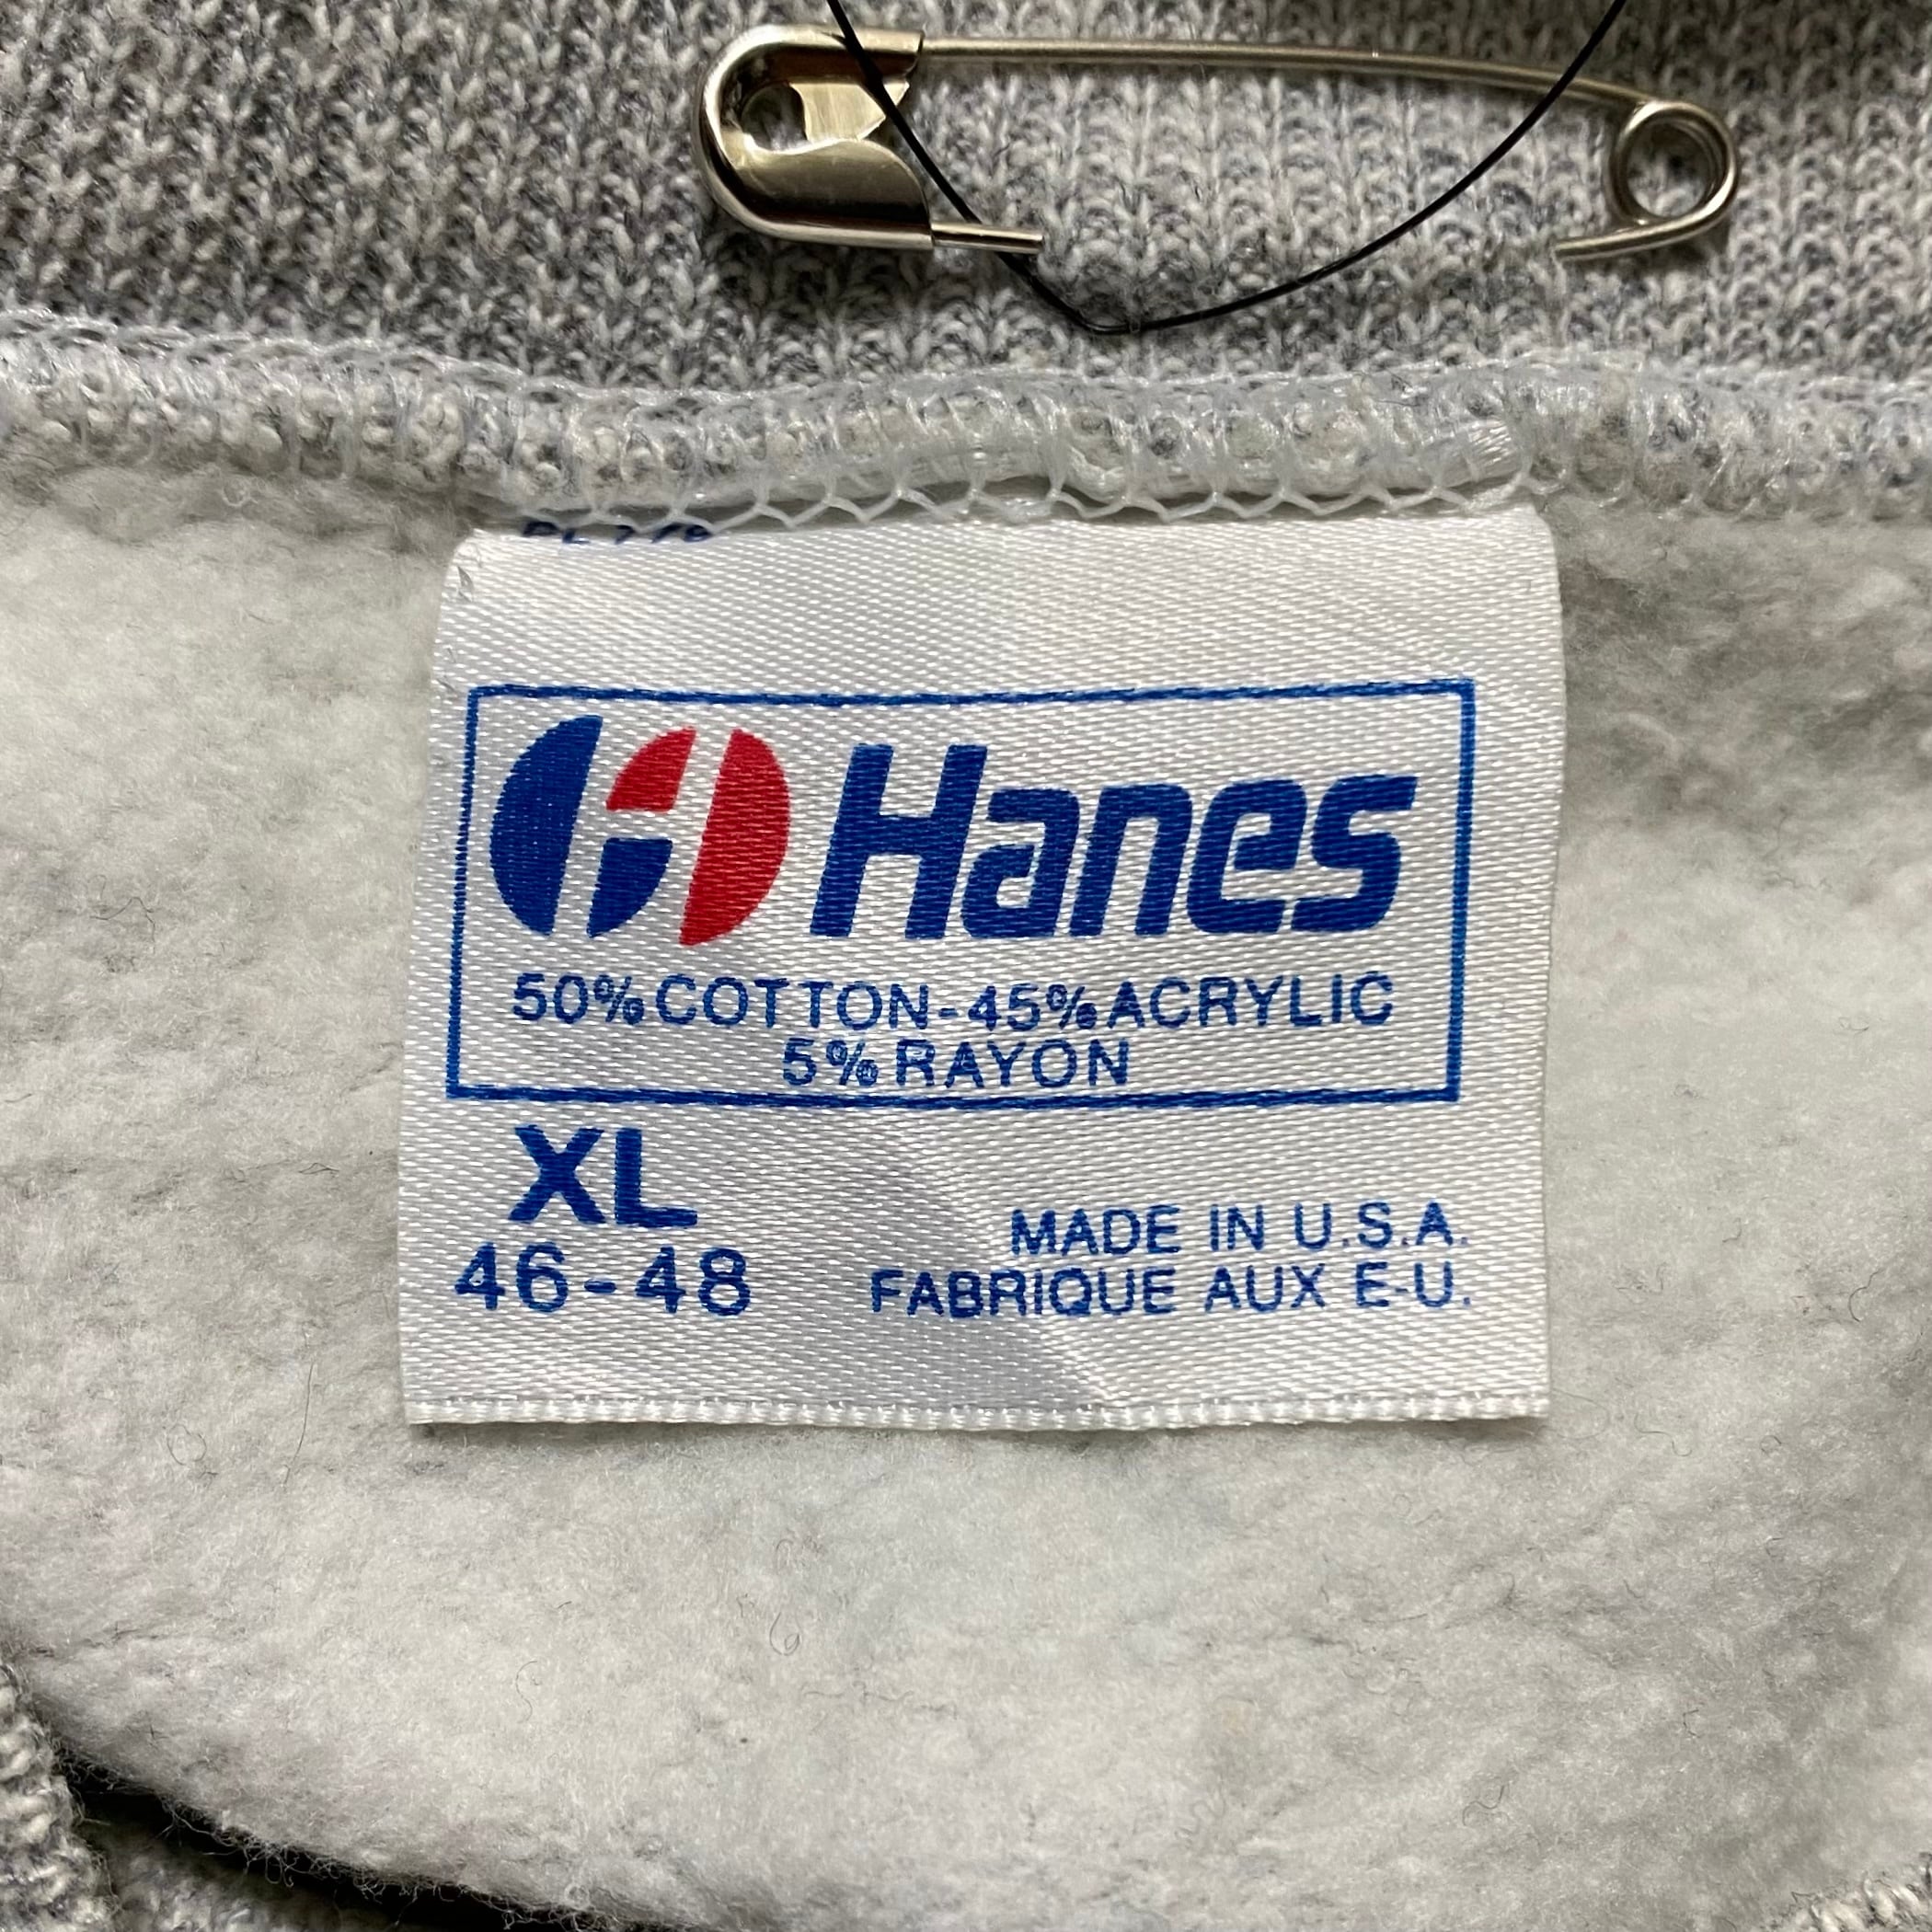 Hanes
50% COTTON-45% ACRYLIC
5% RAYON
XL
46-48
MADE IN U.S.A.
FABRIQUE AUX E-U.